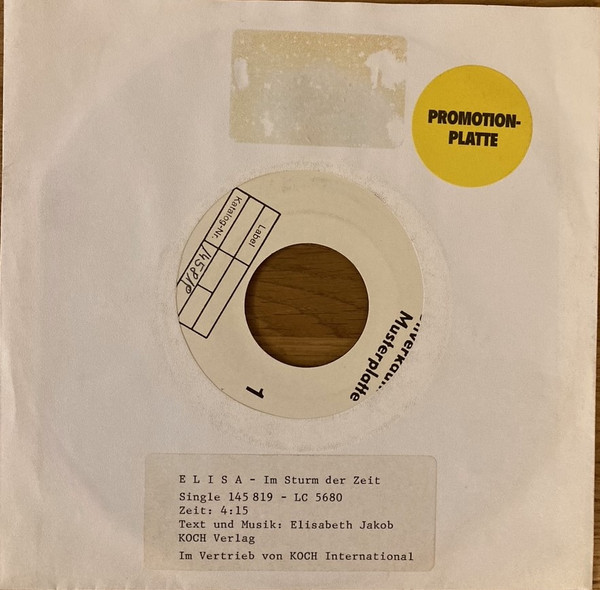 PROMOTION-
PLATTE
Label
Katalog-Nr.
Musterplatte
1
E L I S A - Im Sturm der Zeit
Single 145 819 - LC 5680
Zeit: 4:15
Text und Musik: Elisabeth Jakob
KOCH Verlag
Im Vertrieb von KOCH International